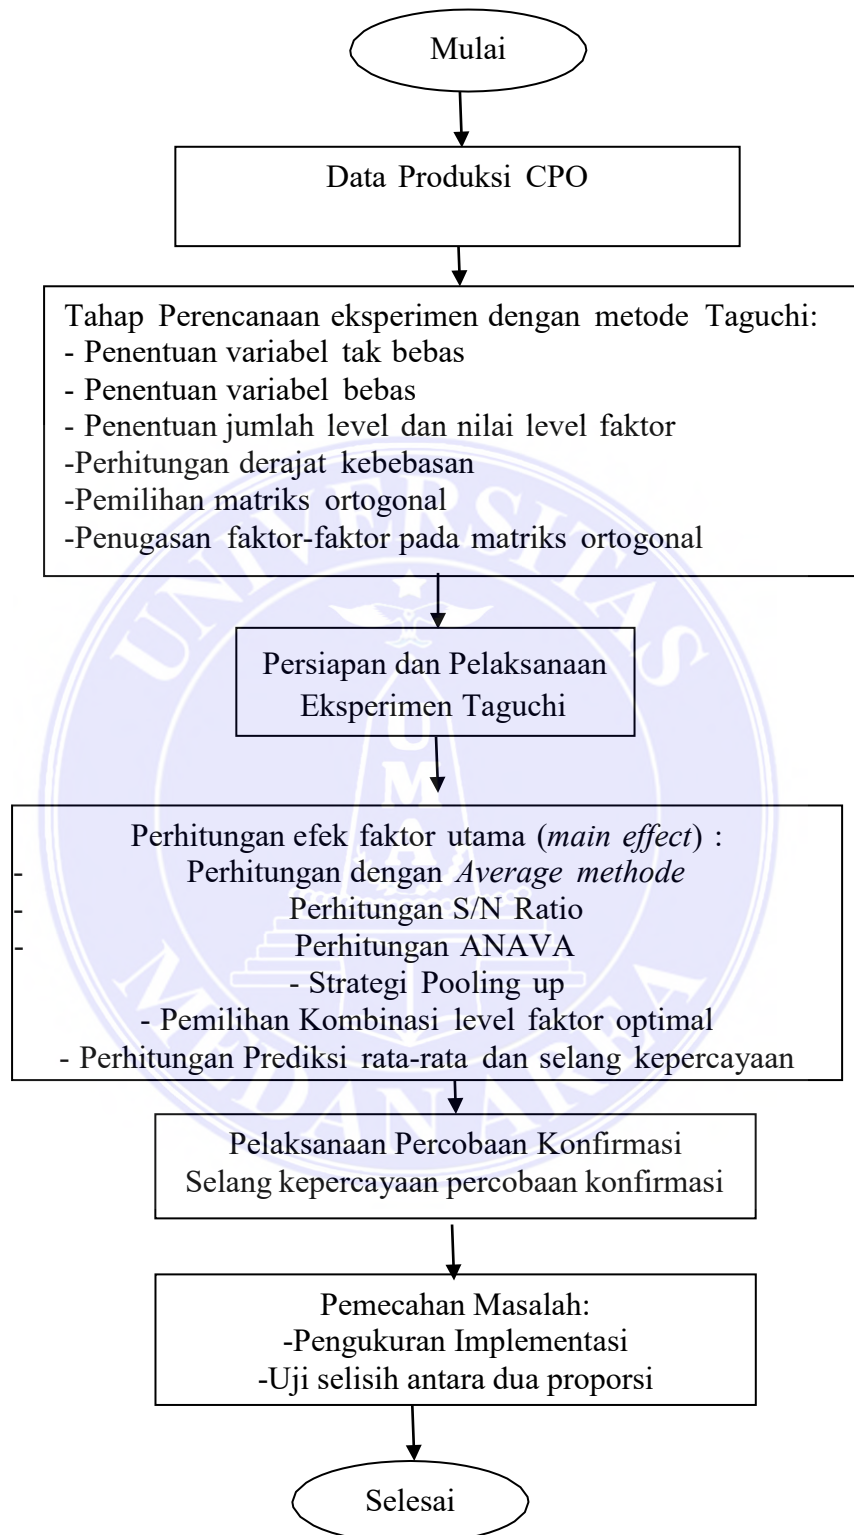 Mulai
Data Produksi CPO
Tahap Perencanaan eksperimen dengan metode Taguchi:
- Penentuan variabel tak bebas
- Penentuan variabel bebas
- Penentuan jumlah level dan nilai level faktor
-Perhitungan derajat kebebasan
-Pemilihan matriks ortogonal
-Penugasan faktor-faktor pada matriks ortogonal
Persiapan dan Pelaksanaan
Eksperimen Taguchi
Perhitungan efek faktor utama (main effect) :
- Perhitungan dengan Average methode
- Perhitungan S/N Ratio
- Perhitungan ANAVA
- Strategi Pooling up
- Pemilihan Kombinasi level faktor optimal
- Perhitungan Prediksi rata-rata dan selang kepercayaan
Pelaksanaan Percobaan Konfirmasi
Selang kepercayaan percobaan konfirmasi
Pemecahan Masalah:
-Pengukuran Implementasi
-Uji selisih antara dua proporsi
Selesai
UNIVERSITAS
UMA
MEDAN AREA